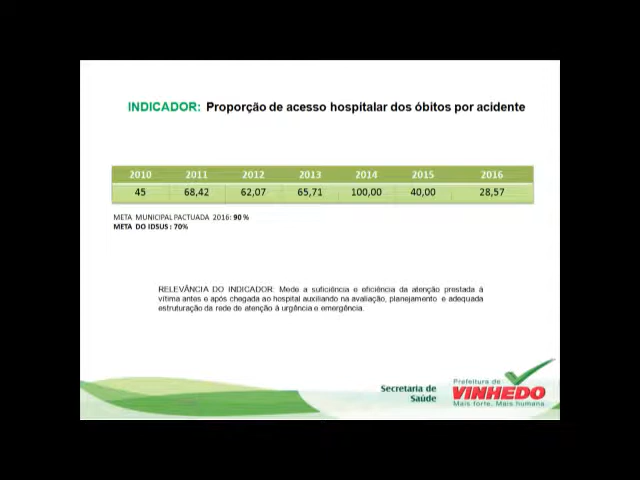 INDICADOR: Proporção de acesso hospitalar dos óbitos por acidente
2010 2011 2012 2013 2014 2015 2016
45 68,42 62,07 65,71 100,00 40,00 28,57
META MUNICIPAL PACTUADA 2016: 90 %
META DO IDSUS : 70%
RELEVÂNCIA DO INDICADOR: Mede a suficiência e eficiência da atenção prestada à
vítima antes e após chegada ao hospital auxiliando na avaliação, planejamento e adequada
estruturação da rede de atenção à urgência e emergência.
Secretaria de
Saúde
Prefeitura de
VINHEDO
Mais forte, Mais humana